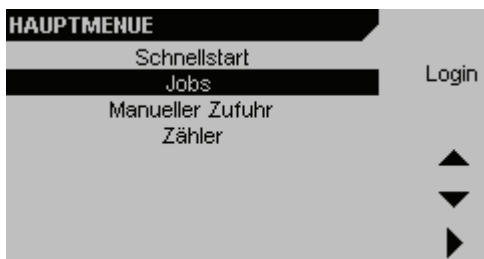 HAUPTMENUE
Schnellstart
Jobs
Login
Manueller Zufuhr
Zähler